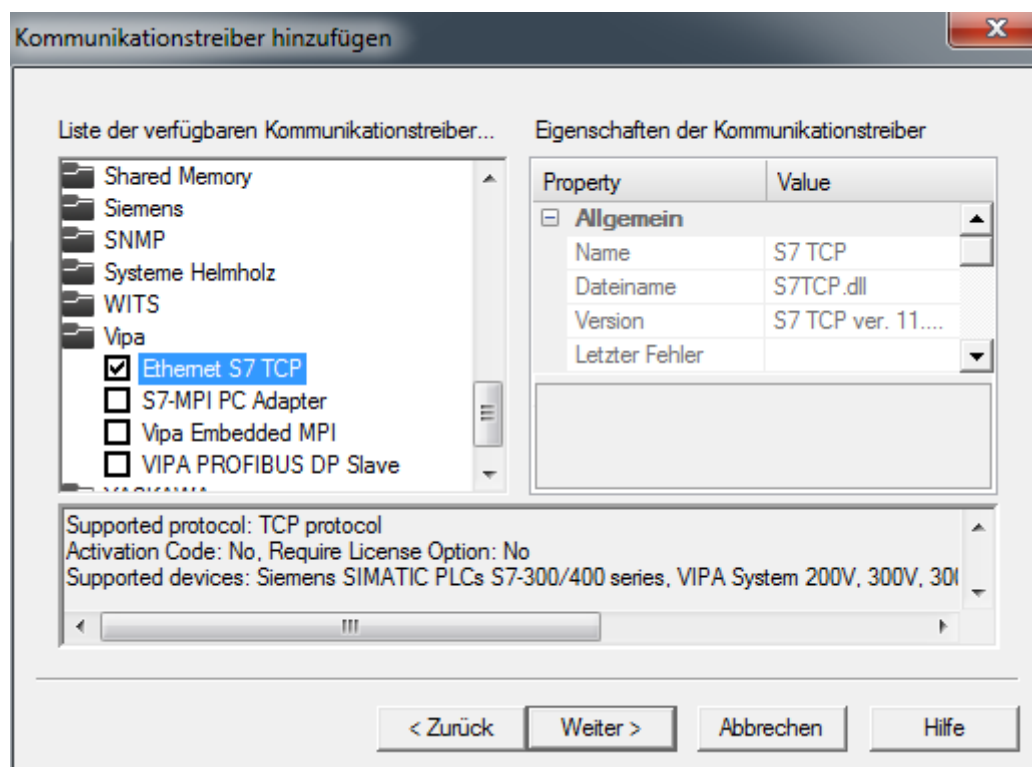 Kommunikationstreiber hinzufügen
Liste der verfügbaren Kommunikationstreiber...
Shared Memory
Siemens
SNMP
Systeme Helmholz
WITS
Vipa
Ethernet S7 TCP
S7-MPI PC Adapter
Vipa Embedded MPI
VIPA PROFIBUS DP Slave
Eigenschaften der Kommunikationstreiber
Property Value
Allgemein
Name S7 TCP
Dateiname S7TCP.dll
Version S7 TCP ver. 11....
Letzter Fehler
Supported protocol: TCP protocol
Activation Code: No, Require License Option: No
Supported devices: Siemens SIMATIC PLCs S7-300/400 series, VIPA System 200V, 300V,
< Zurück Weiter > Abbrechen Hilfe